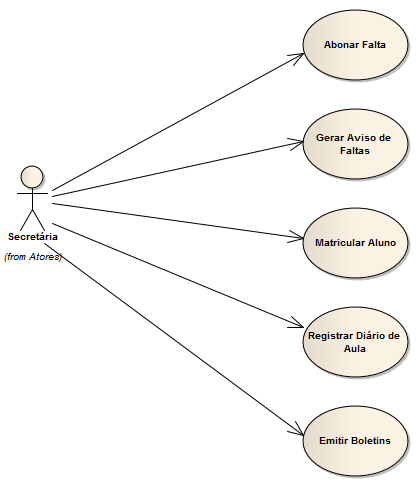 Abonar Falta
Gerar Aviso de
Faltas
Secretária
(from Atores)
Matricular Aluno
Registrar Diário de
Aula
Emitir Boletins